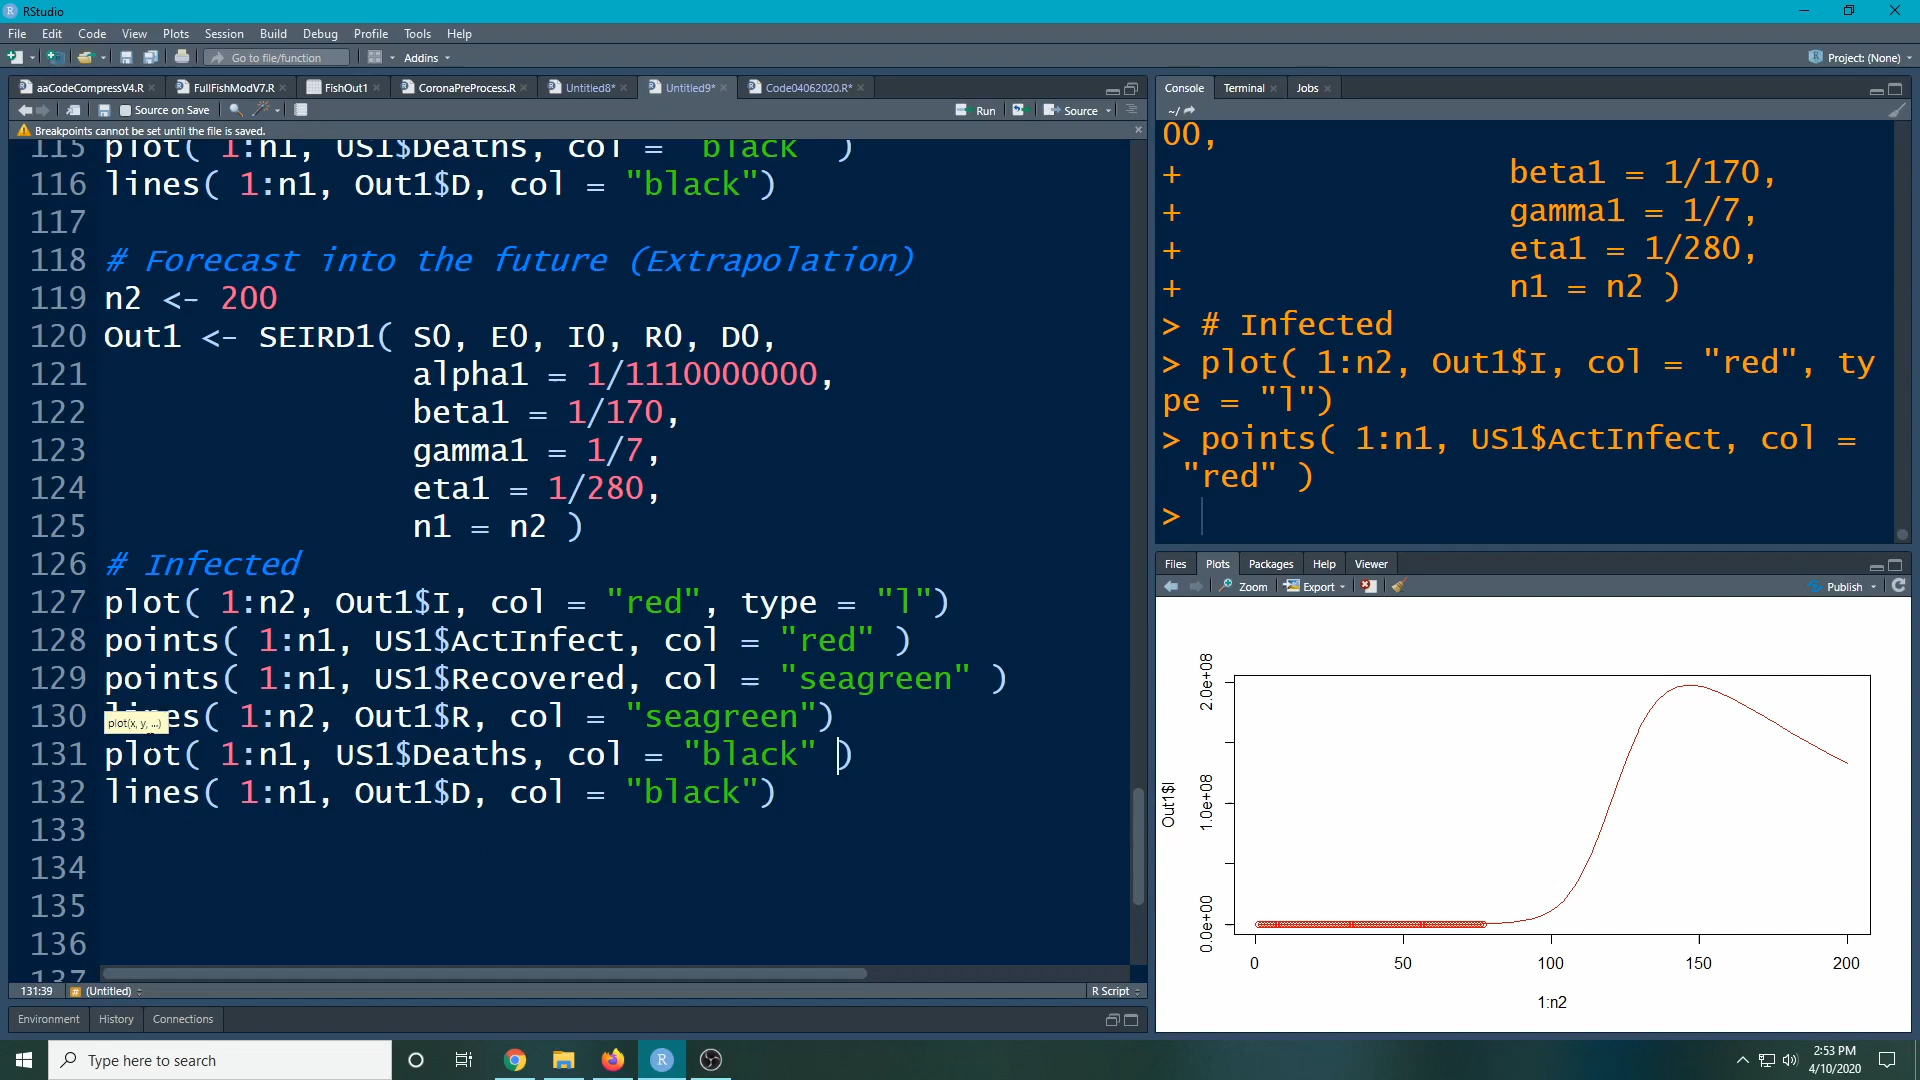 RStudio
File Edit Code View Plots Session Build Debug Profile Tools Help
Go to file/function Addins Project: (None)
aaCodeCompressV4.R FullFishModV7.R FishOut1 CoronaPreProcess.R Untitled8* Untitled9* Code04062020.R*
Source on Save Run Source
Breakpoints cannot be set until the file is saved.
115 plot( 1:n1, US1$Deaths, col = "black" )
116 lines( 1:n1, Out1$D, col = "black")
117
118 # Forecast into the future (Extrapolation)
119 n2 <- 200
120 Out1 <- SEIRD1( S0, E0, I0, R0, D0,
121 alpha1 = 1/1110000000,
122 beta1 = 1/170,
123 gamma1 = 1/7,
124 eta1 = 1/280,
125 n1 = n2 )
126 # Infected
127 plot( 1:n2, Out1$I, col = "red", type = "l")
128 points( 1:n1, US1$ActInfect, col = "red" )
129 points( 1:n1, US1$Recovered, col = "seagreen" )
130 lines( 1:n2, Out1$R, col = "seagreen")
plot(x, y, ...)
131 plot( 1:n1, US1$Deaths, col = "black" )
132 lines( 1:n1, Out1$D, col = "black")
133
134
135
136
137
131:39 (Untitled) R Script
Environment History Connections
Console Terminal Jobs
~/
00,
+ beta1 = 1/170,
+ gamma1 = 1/7,
+ eta1 = 1/280,
+ n1 = n2 )
> # Infected
> plot( 1:n2, Out1$I, col = "red", ty
pe = "l")
> points( 1:n1, US1$ActInfect, col =
"red" )
>
Files Plots Packages Help Viewer
Zoom Export Publish
Out1$I
2.0e+08
1.0e+08
0.0e+00
0 50 100 150 200
1:n2
Type here to search
2:53 PM
4/10/2020